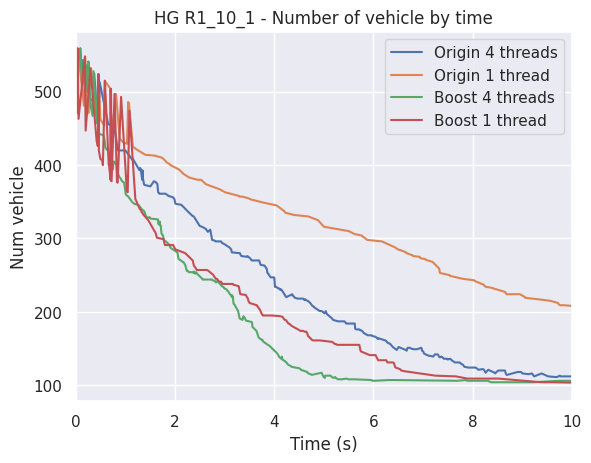 HG R1_10_1 - Number of vehicle by time
Origin 4 threads
Origin 1 thread
Boost 4 threads
Boost 1 thread
Num vehicle
500
400
300
200
100
0 2 4 6 8 10
Time (s)